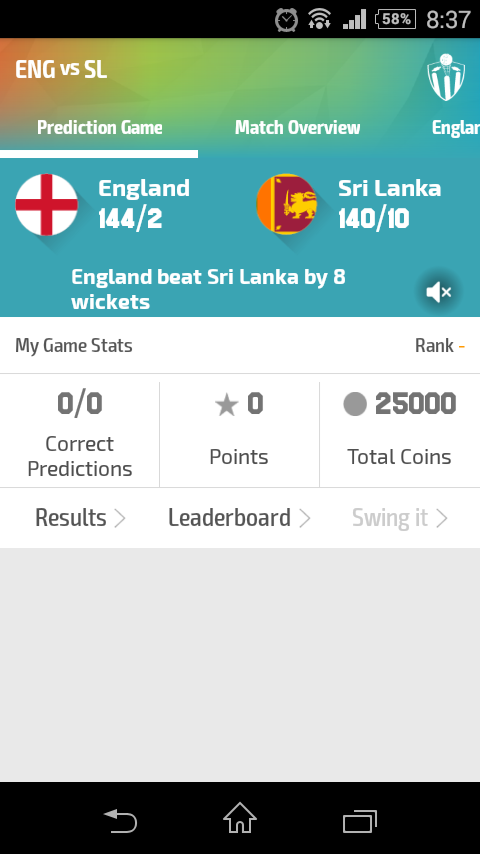 58% 8:37
ENG vs SL
Prediction Game Match Overview Englar
England Sri Lanka
144/2 140/10
England beat Sri Lanka by 8
wickets
My Game Stats Rank -
0/0 0 25000
Correct
Predictions Points Total Coins
Results Leaderboard Swing it